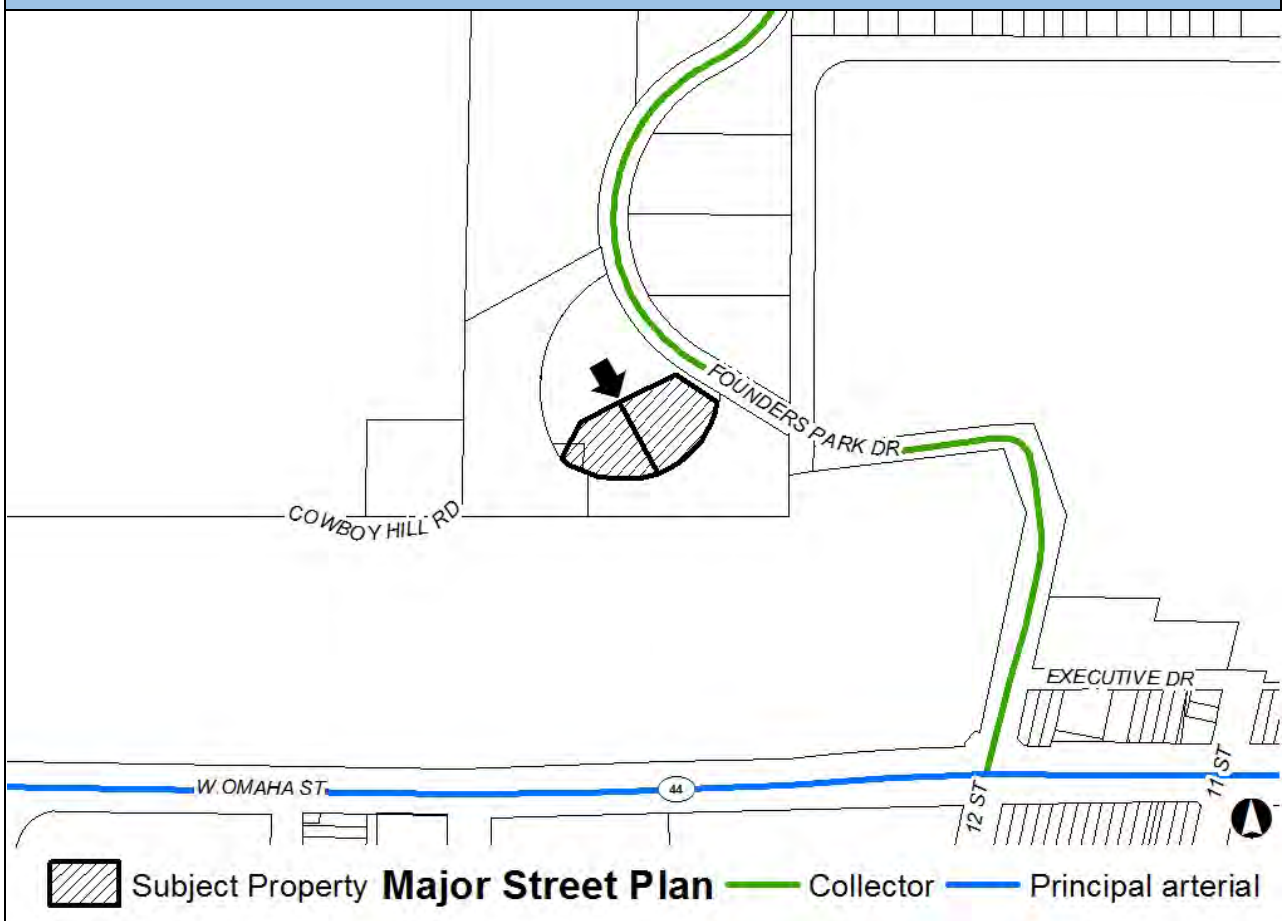 FOUNDERS PARK DR
COWBOY HILL RD
EXECUTIVE DR
W OMAHA ST
44
12 ST
11 ST
Subject Property Major Street Plan Collector Principal arterial